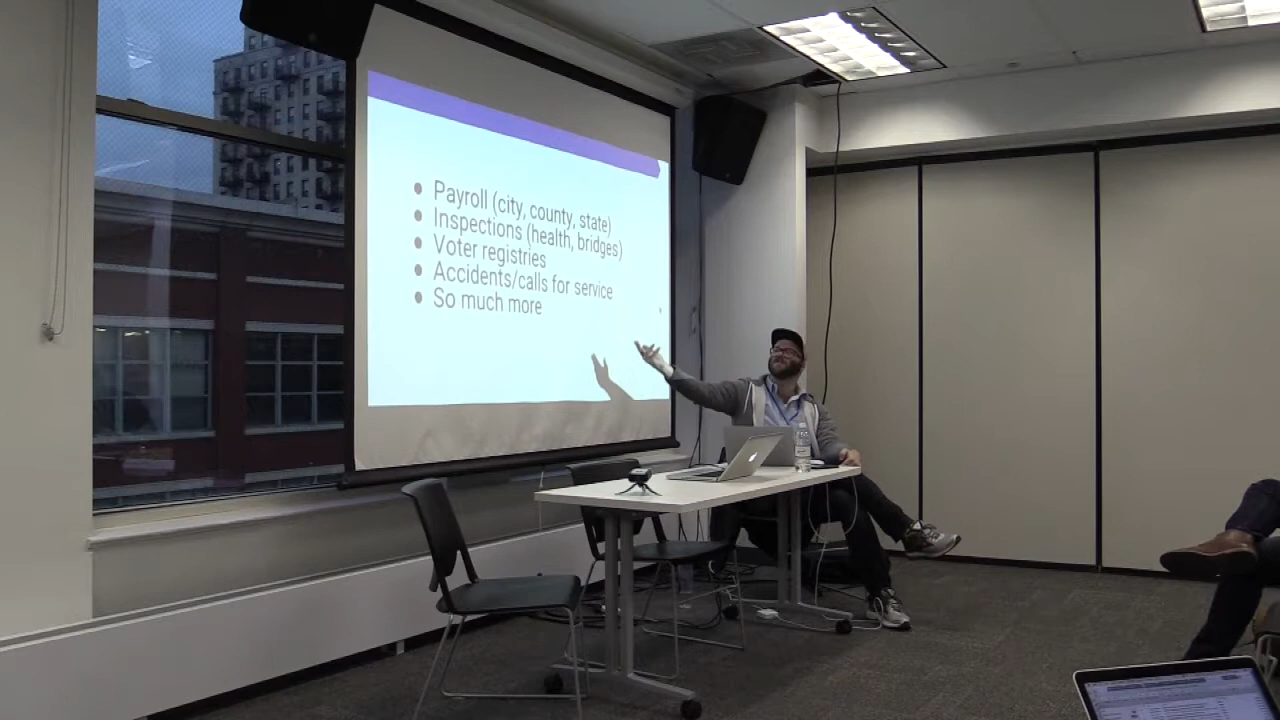 • Payroll (city, county, state)
• Inspections (health, bridges)
• Voter registries
• Accidents/calls for service
• So much more